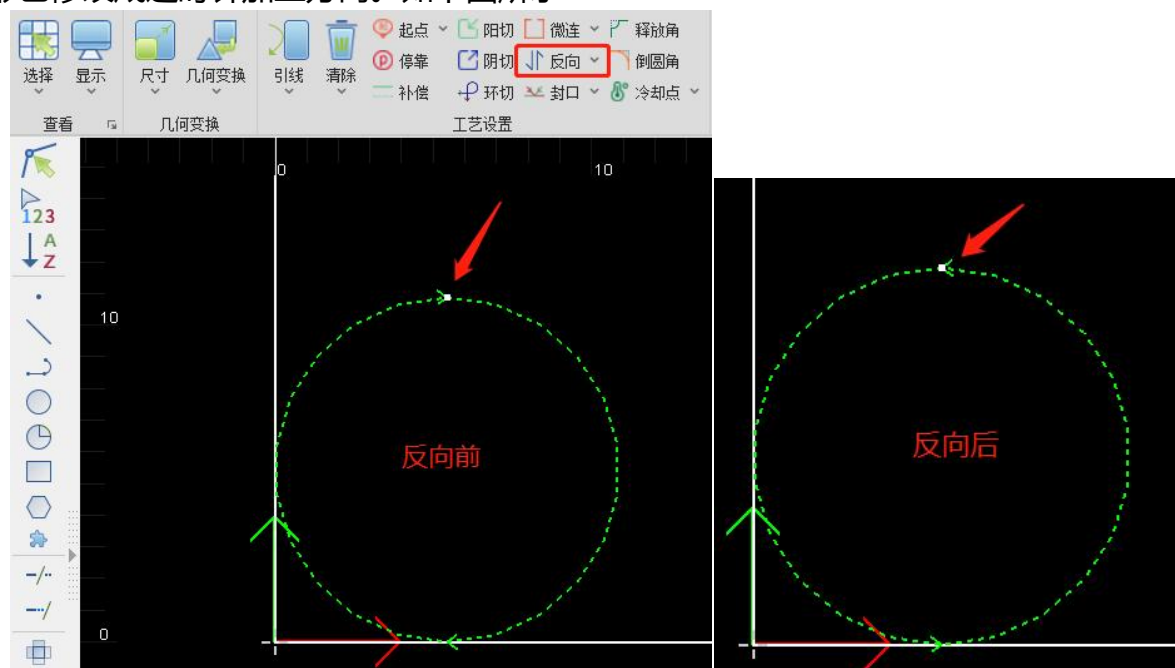 选择 显示 尺寸 几何变换 引线 清除
起点 阳切 微连 释放角
停靠 阴切 反向 倒圆角
补偿 环切 封口 冷却点
查看 几何变换 工艺设置
123
A
Z
0 10
10
0
反向前
反向后